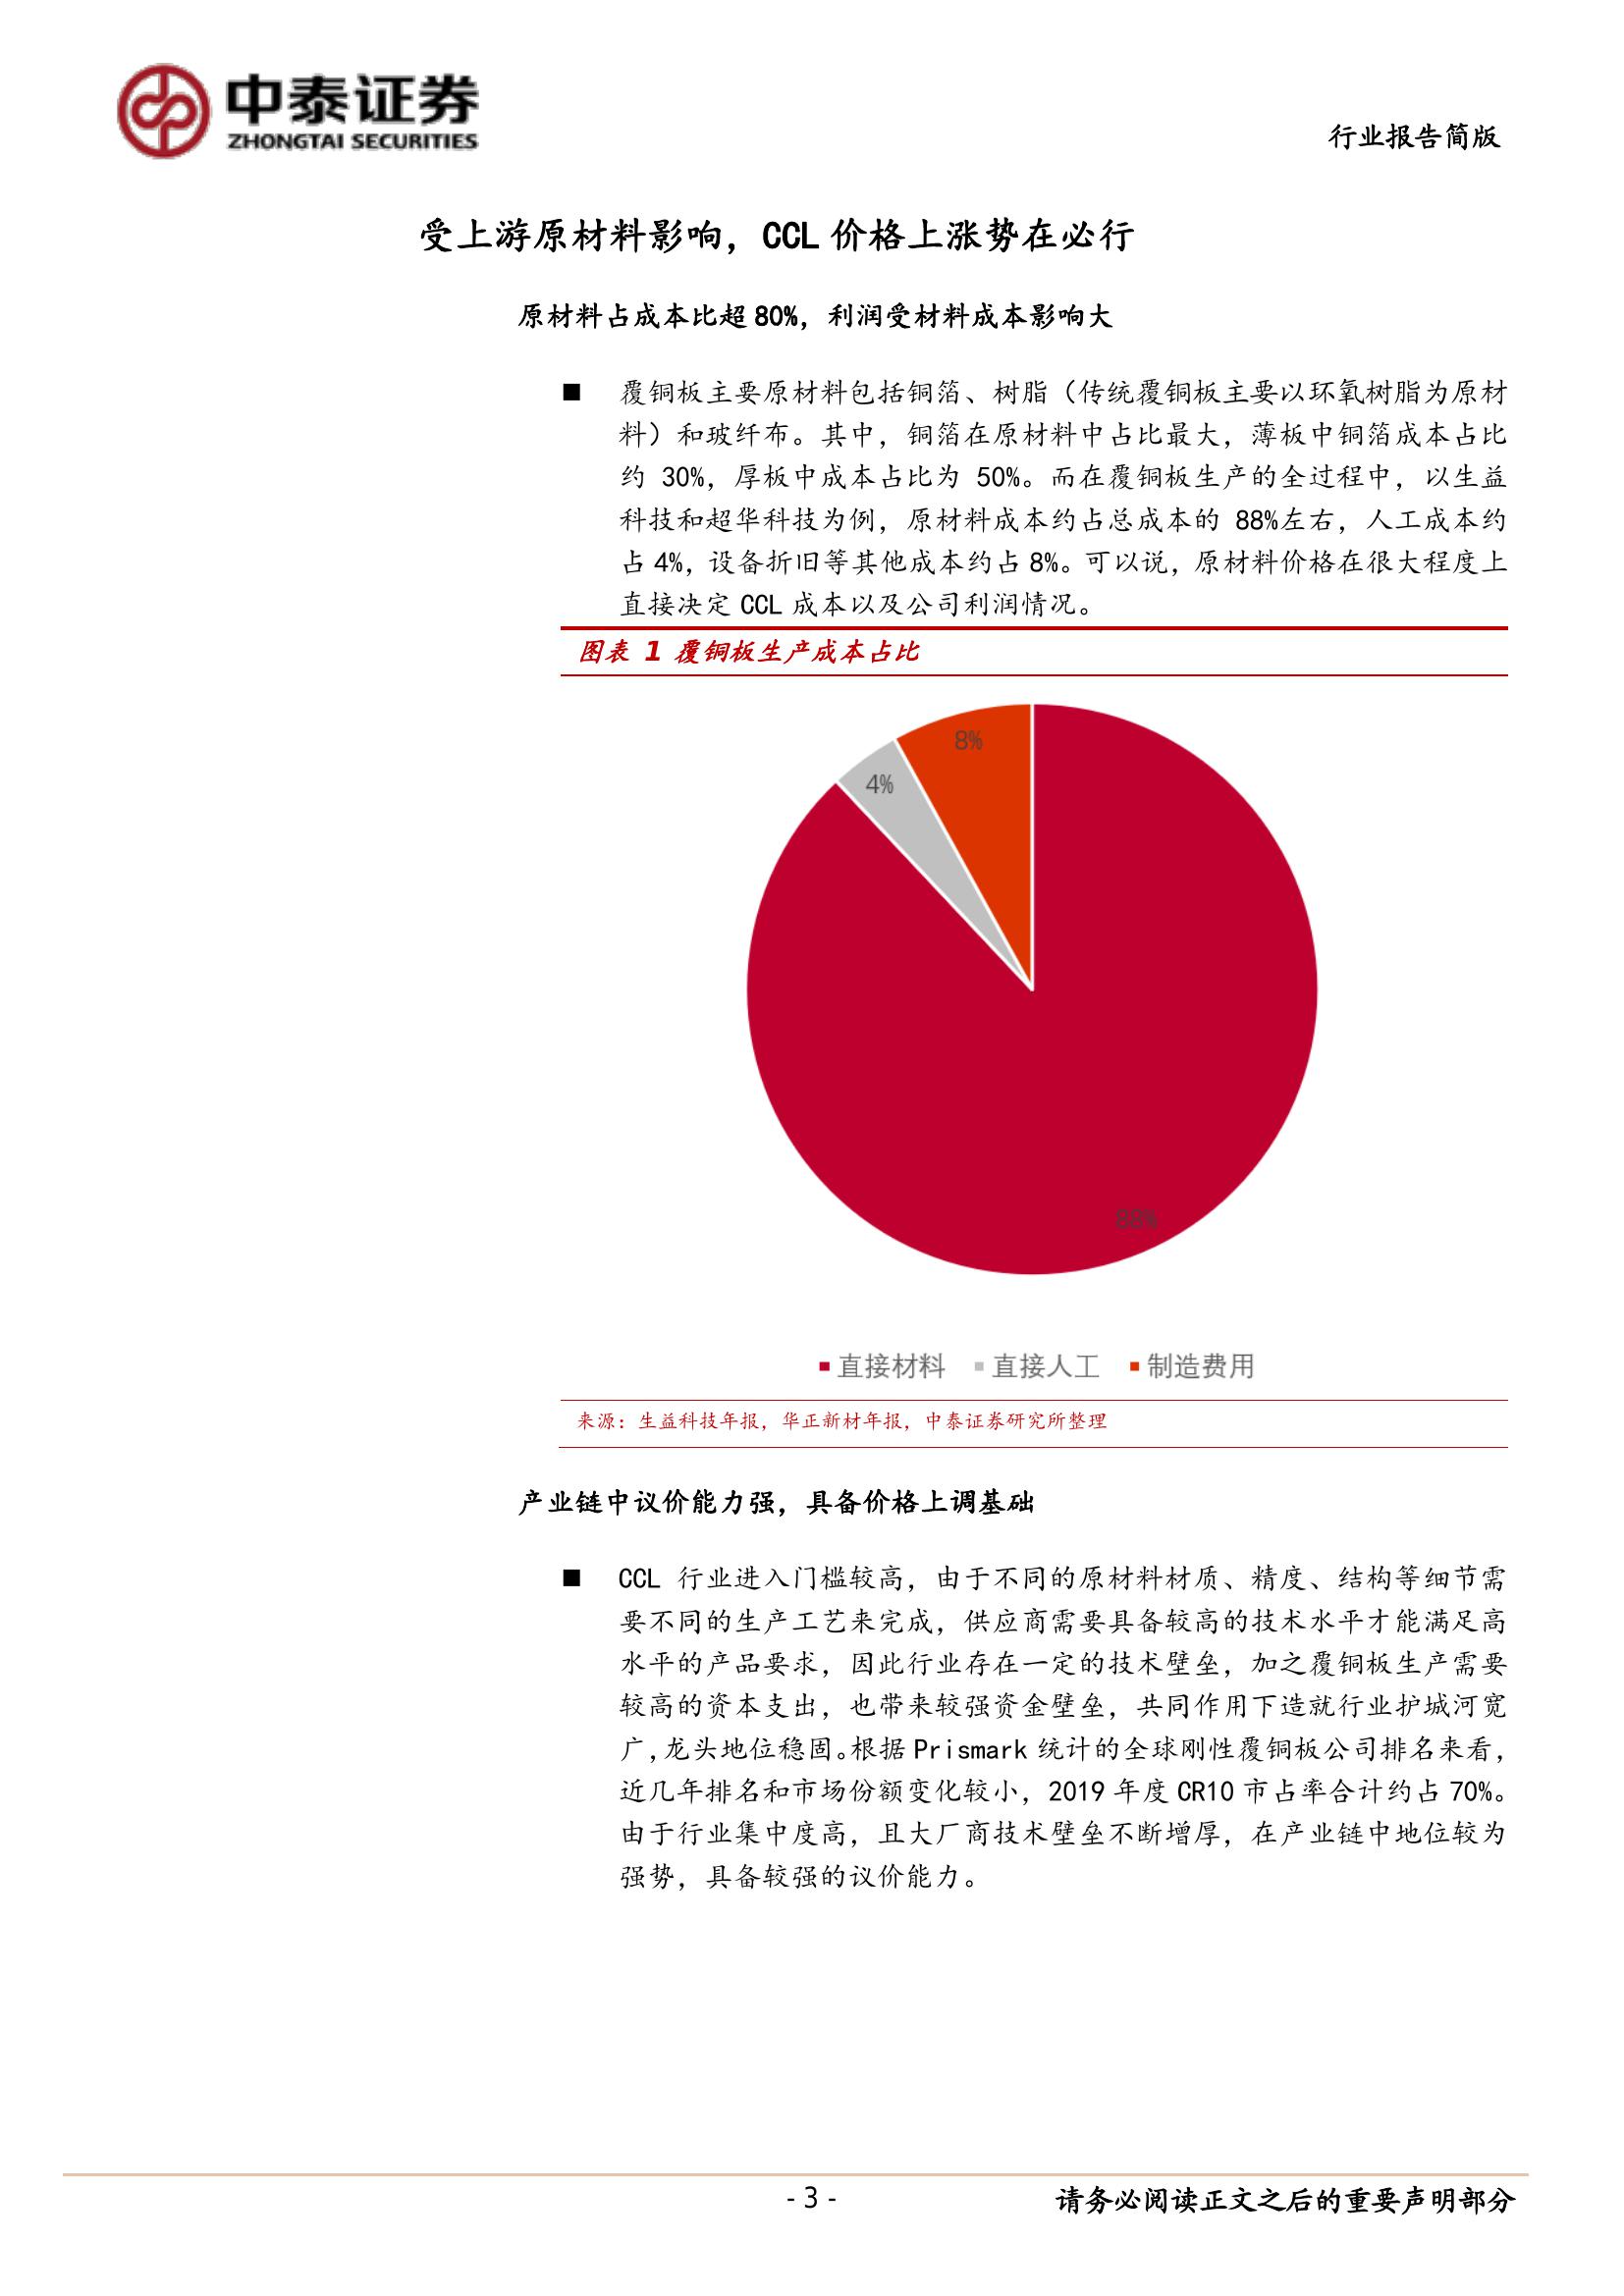 中泰证券
ZHONGTAI SECURITIES
行业报告简版
受上游原材料影响，CCL 价格上涨势在必行
原材料占成本比超 80%，利润受材料成本影响大
■ 覆铜板主要原材料包括铜箔、树脂（传统覆铜板主要以环氧树脂为原材
料）和玻纤布。其中，铜箔在原材料中占比最大，薄板中铜箔成本占比
约 30%，厚板中成本占比为 50%。而在覆铜板生产的全过程中，以生益
科技和超华科技为例，原材料成本约占总成本的 88%左右，人工成本约
占 4%，设备折旧等其他成本约占 8%。可以说，原材料价格在很大程度上
直接决定 CCL 成本以及公司利润情况。
图表 1 覆铜板生产成本占比
8%
4%
88%
直接材料 直接人工 制造费用
来源：生益科技年报，华正新材年报，中泰证券研究所整理
产业链中议价能力强，具备价格上调基础
■ CCL 行业进入门槛较高，由于不同的原材料材质、精度、结构等细节需
要不同的生产工艺来完成，供应商需要具备较高的技术水平才能满足高
水平的产品要求，因此行业存在一定的技术壁垒，加之覆铜板生产需要
较高的资本支出，也带来较强资金壁垒，共同作用下造就行业护城河宽
广，龙头地位稳固。根据 Prismark 统计的全球刚性覆铜板公司排名来看，
近几年排名和市场份额变化较小，2019 年度 CR10 市占率合计约占 70%。
由于行业集中度高，且大厂商技术壁垒不断增厚，在产业链中地位较为
强势，具备较强的议价能力。
- 3 -
请务必阅读正文之后的重要声明部分